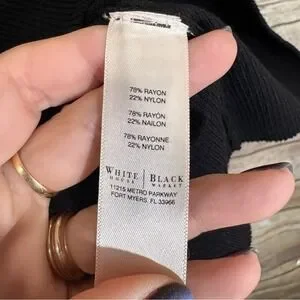 78% RAYON
22% NYLON
78% RAYÓN
22% NAILON
78% RAYONNE
22% NYLON
WHITE | BLACK
HOUSE | MARKET
11215 METRO PARKWAY
FORT MYERS, FL 33966